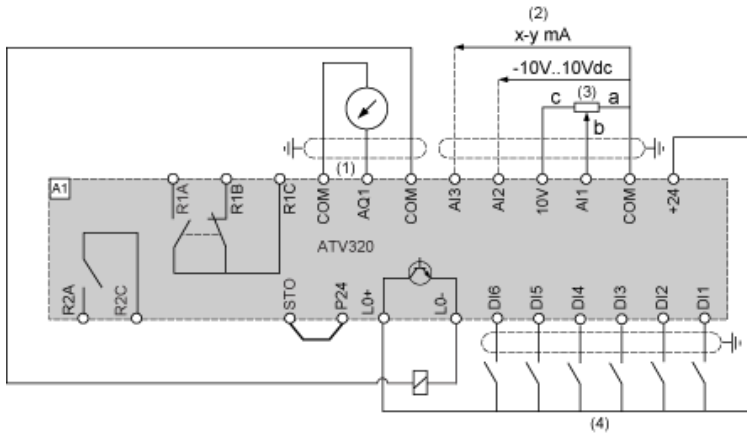 (2)
x-y mA
-10V..10Vdc
c (3) a
b
(1)
A1
R1A R1B R1C COM AQ1 COM AI3 AI2 10V AI1 COM +24
ATV320
R2A R2C STO P24 L0+ L0- DI6 DI5 DI4 DI3 DI2 DI1
(4)